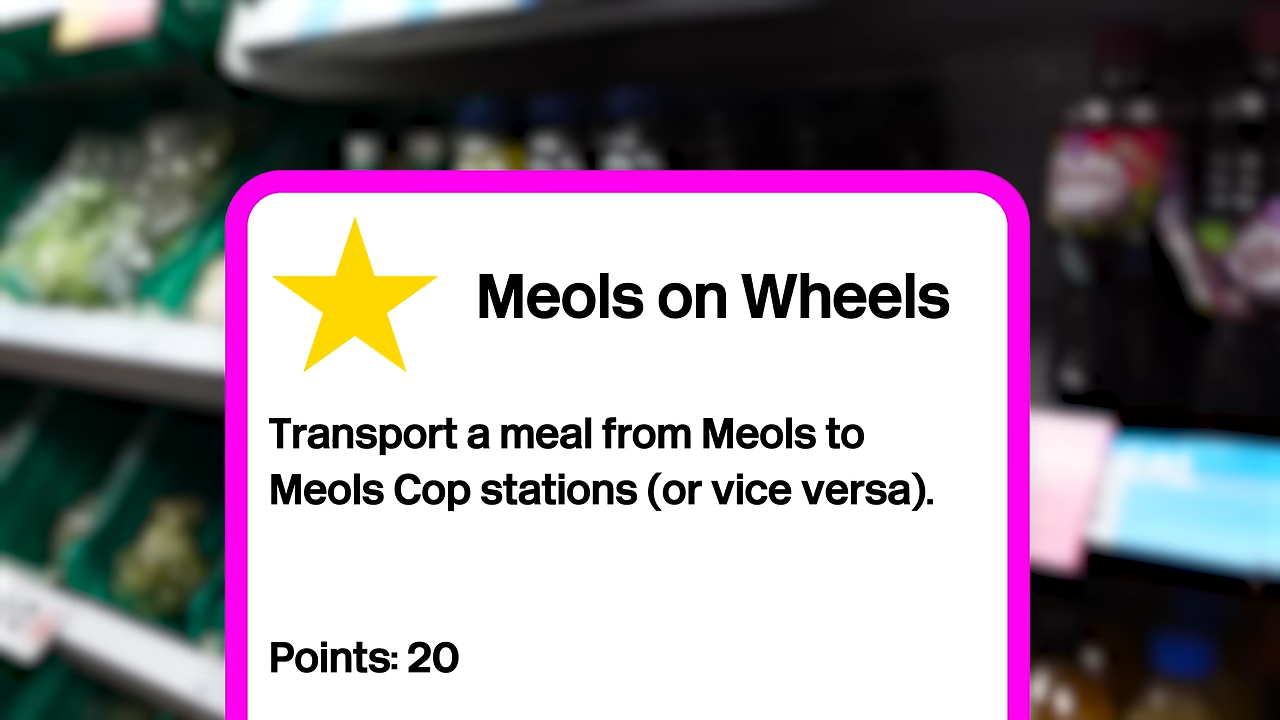 Meols on Wheels
Transport a meal from Meols to
Meols Cop stations (or vice versa).
Points: 20